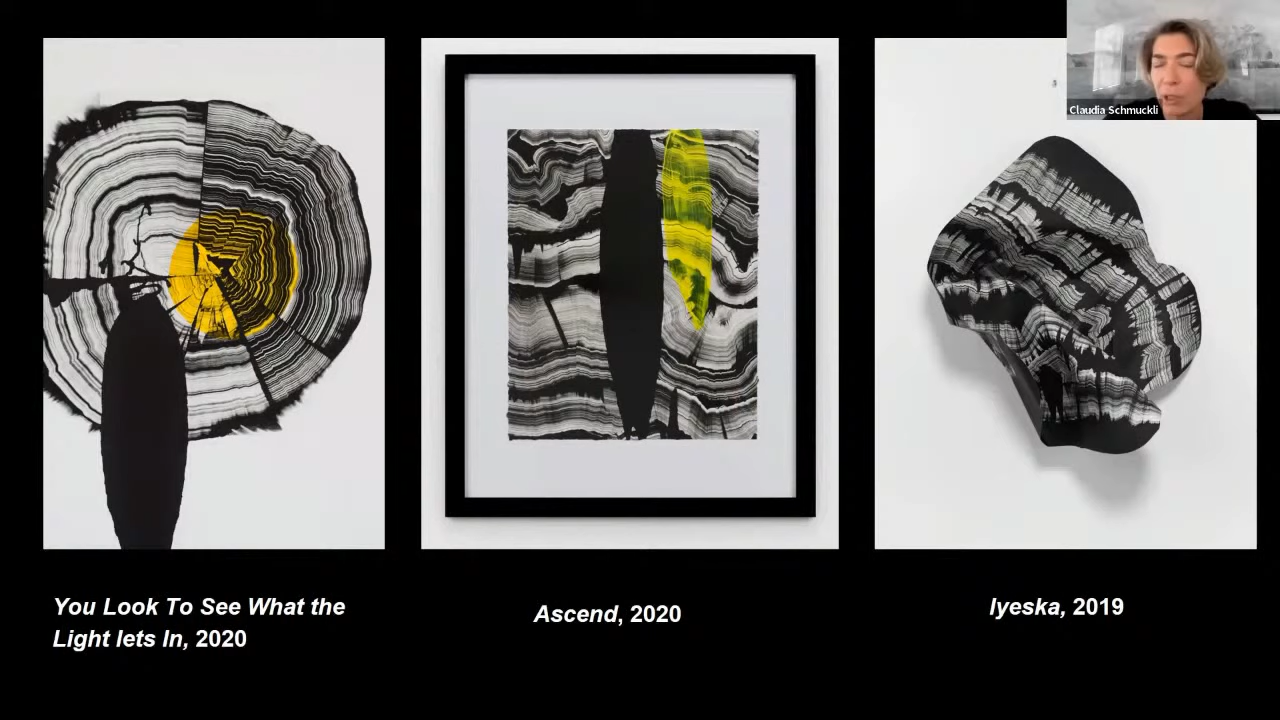 Claudia Schmuckli
You Look To See What the
Light lets In, 2020
Ascend, 2020
Iyeska, 2019